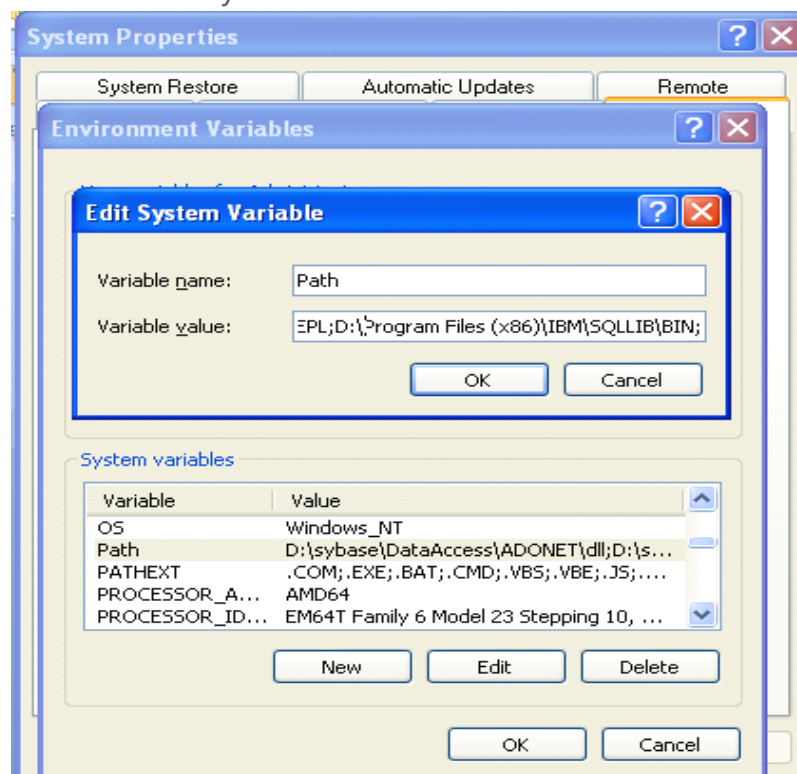 System Properties
System Restore
Automatic Updates
Remote
Environment Variables
Edit System Variable
Variable name:
Path
Variable value:
EPL;D:\Program Files (x86)\IBM\SQLLIB\BIN;
OK
Cancel
System variables
Variable Value
OS Windows_NT
Path D:\sybase\DataAccess\ADONET\dll;D:\s...
PATHEXT .COM;.EXE;.BAT;.CMD;.VBS;.VBE;.JS;....
PROCESSOR_A... AMD64
PROCESSOR_ID... EM64T Family 6 Model 23 Stepping 10, ...
New
Edit
Delete
OK
Cancel